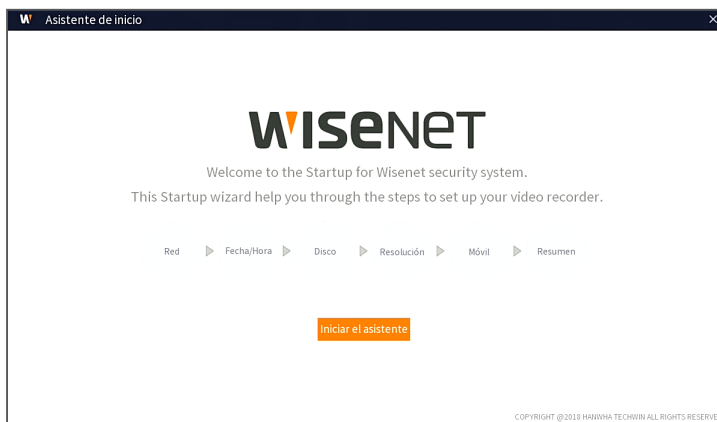 Asistente de inicio
WISENET
Welcome to the Startup for Wisenet security system.
This Startup wizard help you through the steps to set up your video recorder.
Red Fecha/Hora Disco Resolución Móvil Resumen
Iniciar el asistente
COPYRIGHT @2018 HANWHA TECHWIN ALL RIGHTS RESERVE